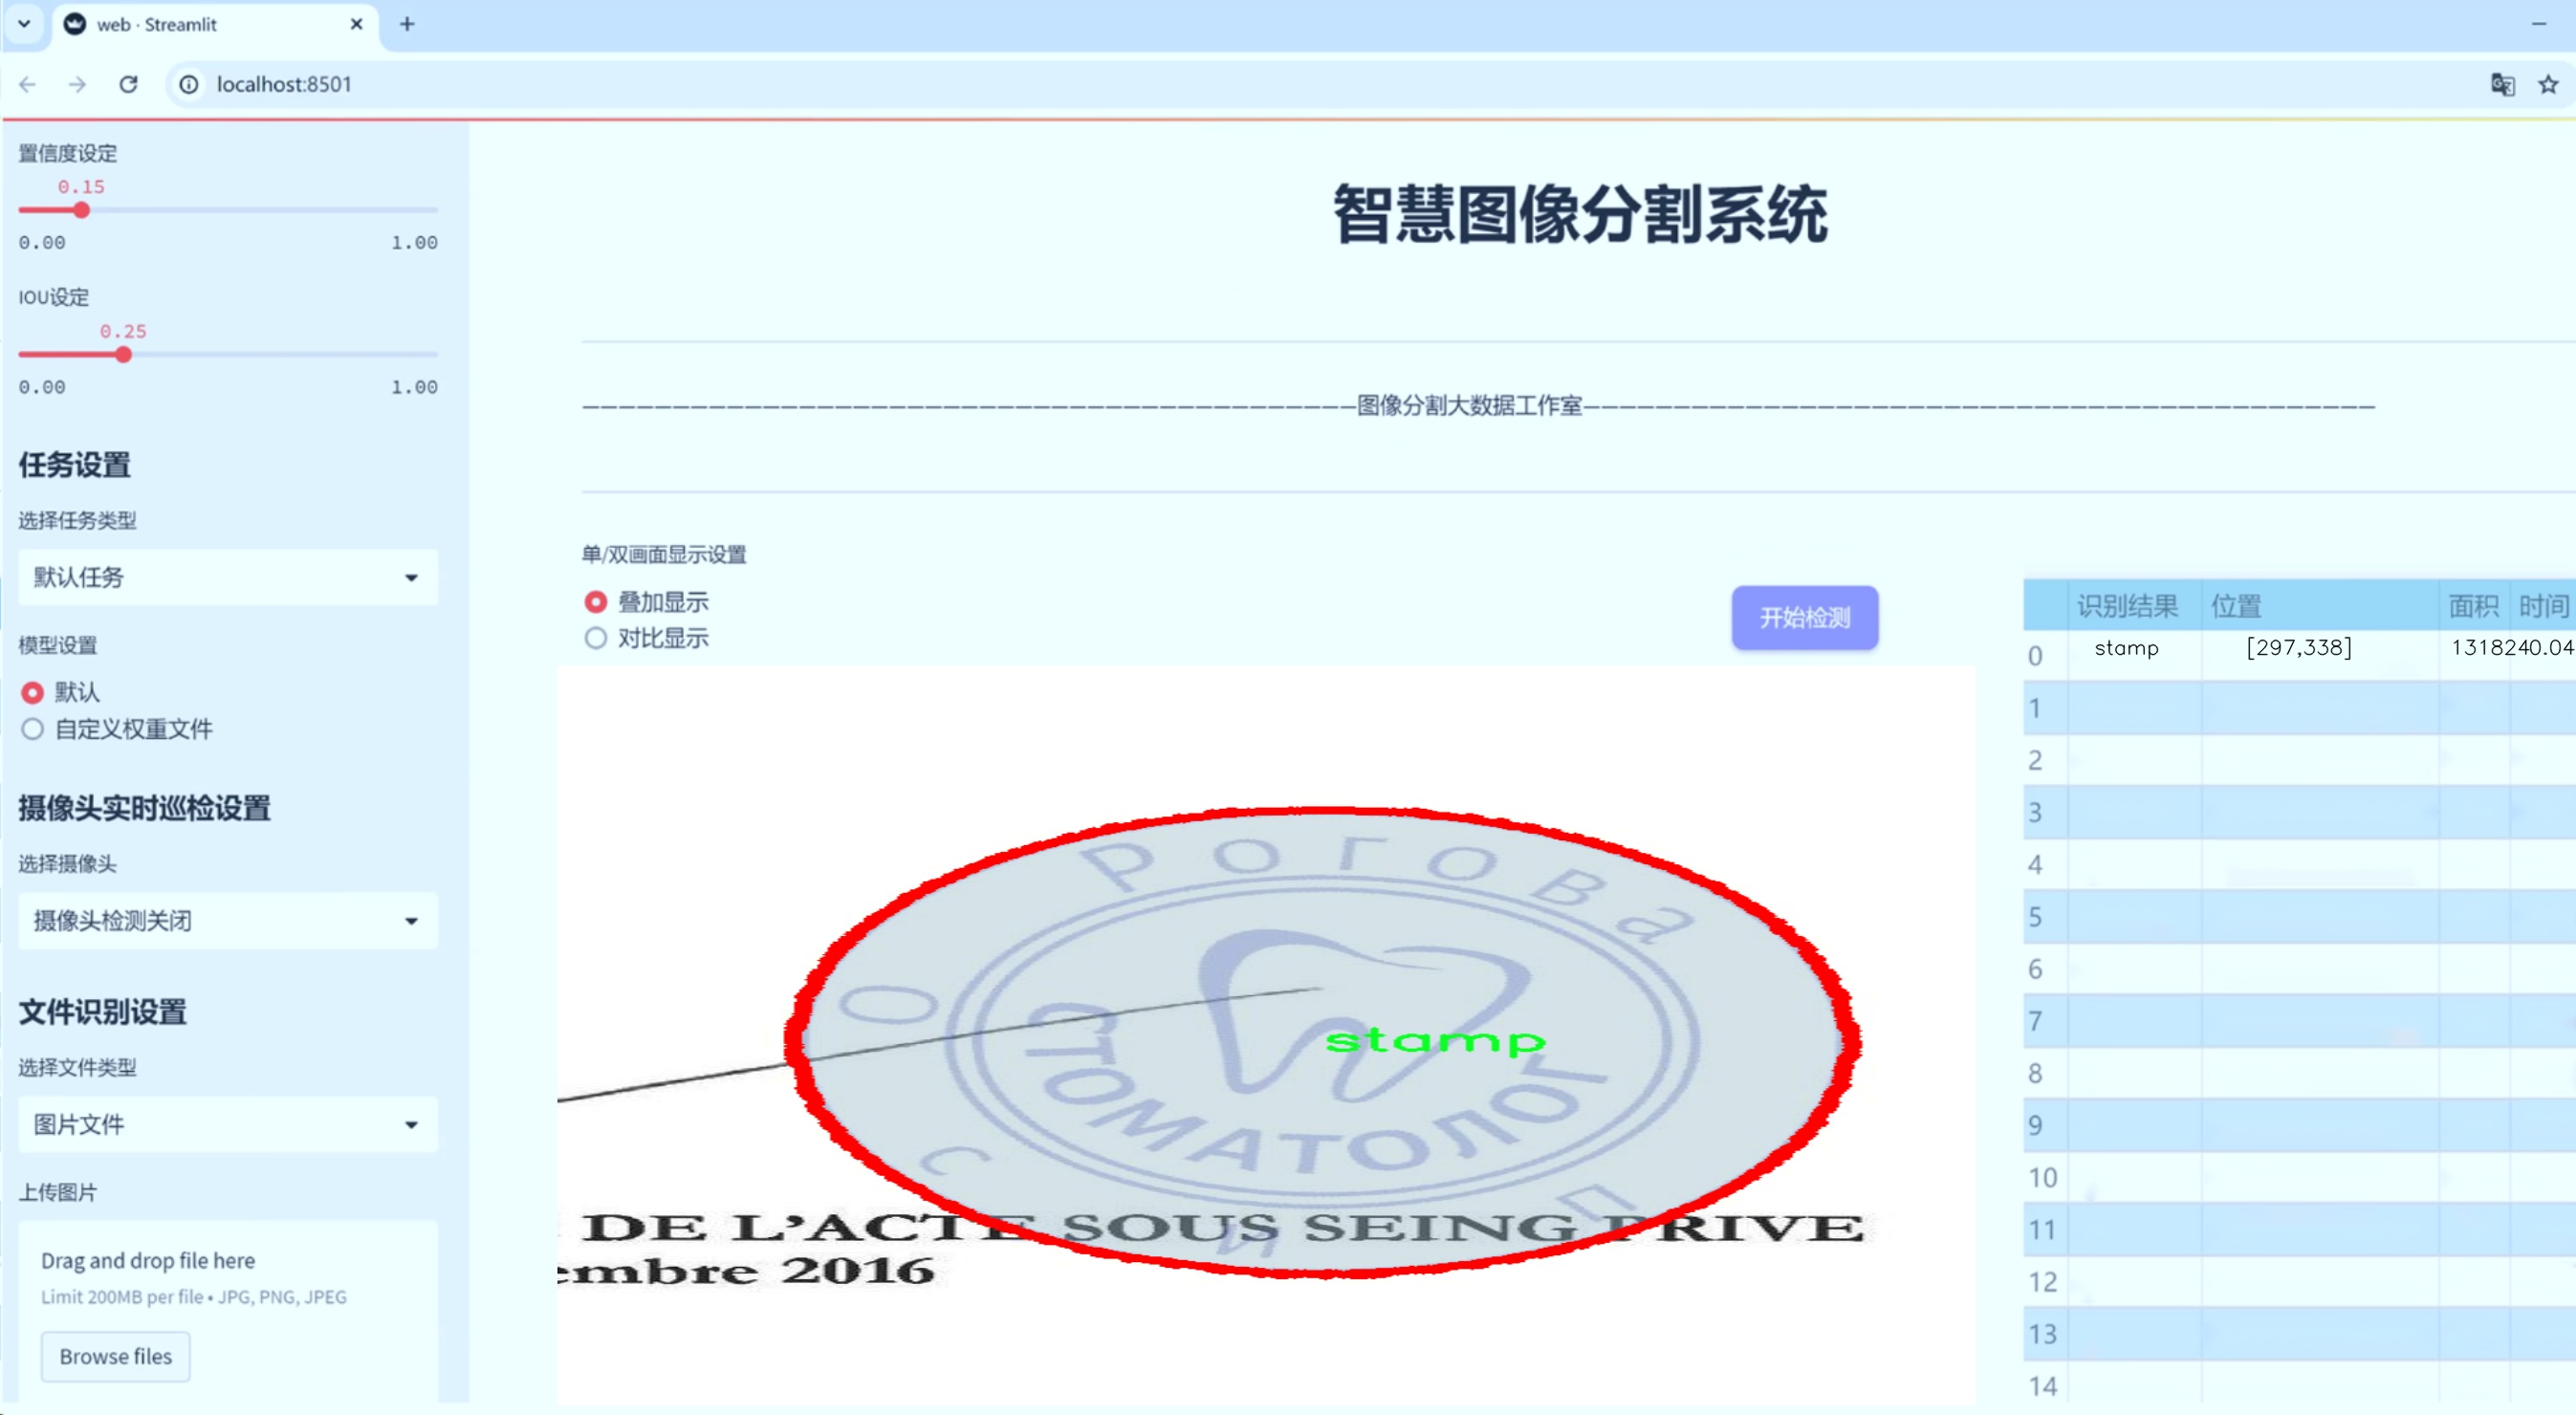 web · Streamlit
localhost:8501
置信度设定
0.15
0.00 1.00
IOU设定
0.25
0.00 1.00
任务设置
选择任务类型
默认任务
模型设置
默认
自定义权重文件
摄像头实时巡检设置
选择摄像头
摄像头检测关闭
文件识别设置
选择文件类型
图片文件
上传图片
Drag and drop file here
Limit 200MB per file • JPG, PNG, JPEG
Browse files
智慧图像分割系统
———————————————————————————————————————————图像分割大数据工作室————————————————————————————————————————————
单/双画面显示设置
叠加显示
对比显示
开始检测
Рогова
О
СТОМАТОЛОГ
stamp
С
П
И
DE L’ACTE SOUS SEING PRIVE
embre 2016
识别结果 位置 面积 时间
0 stamp [297,338] 1318240.04
1
2
3
4
5
6
7
8
9
10
11
12
13
14